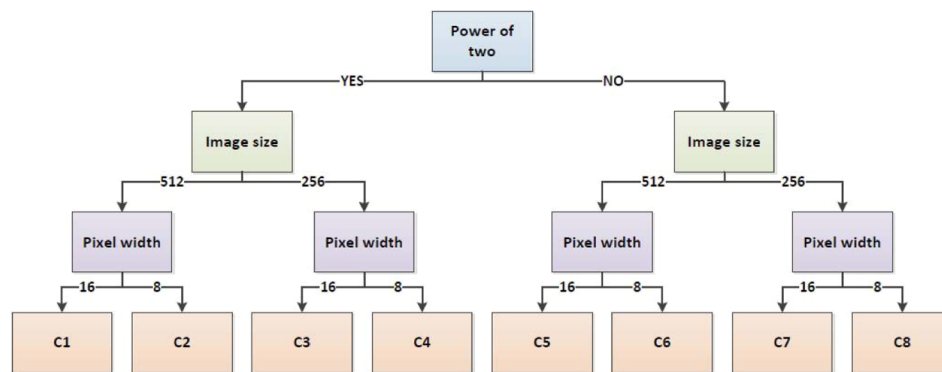 Power of
two
YES
NO
Image size
Image size
512
256
512
256
Pixel width
Pixel width
Pixel width
Pixel width
16
8
16
8
16
8
16
8
C1
C2
C3
C4
C5
C6
C7
C8